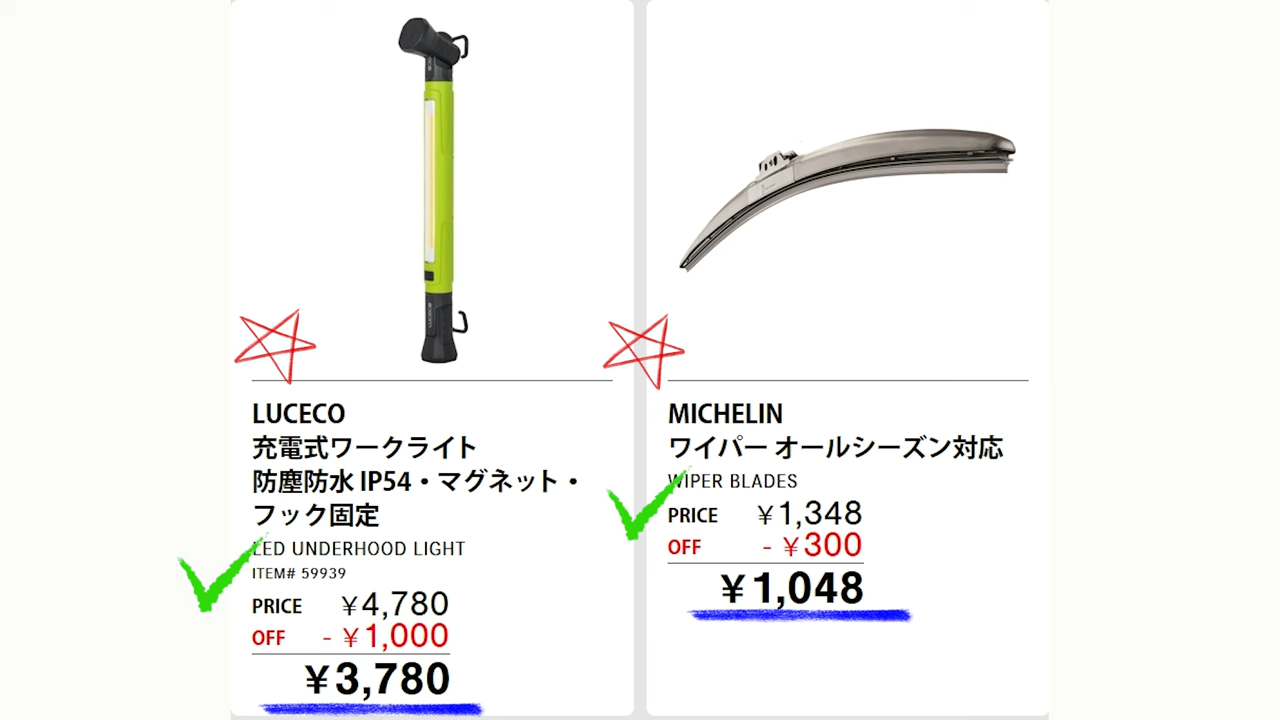 LUCECO
充電式ワークライト
防塵防水 IP54・マグネット・
フック固定
LED UNDERHOOD LIGHT
ITEM# 59939
PRICE ￥4,780
OFF - ￥1,000
￥3,780
MICHELIN
ワイパー オールシーズン対応
WIPER BLADES
PRICE ￥1,348
OFF - ￥300
￥1,048